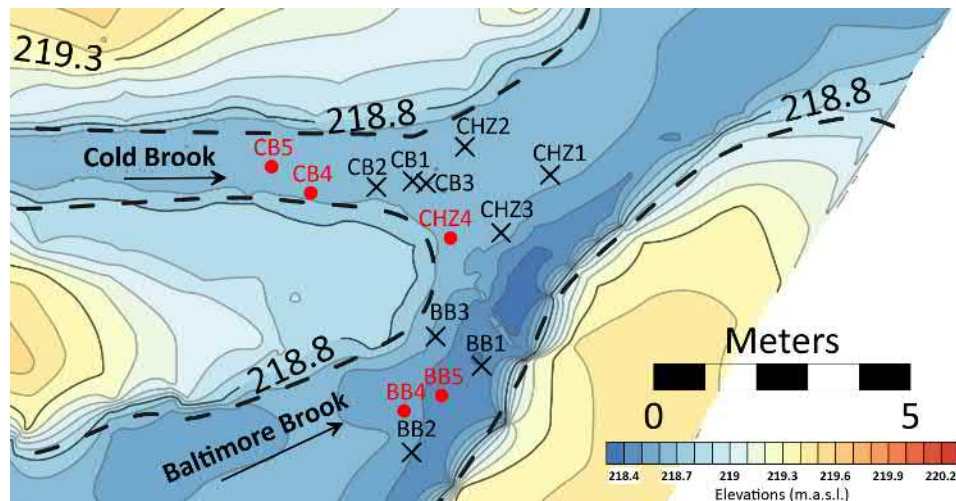 219.3
218.8
218.8
CHZ2
CB5
Cold Brook
CB1
CHZ1
CB2
CB4
CB3
CHZ4
CHZ3
BB3
BB1
218.8
Meters
BB5
BB4
0
5
Baltimore Brook
BB2
218.4 218.7 219 219.3 219.6 219.9 220.2
Elevations (m.a.s.l.)